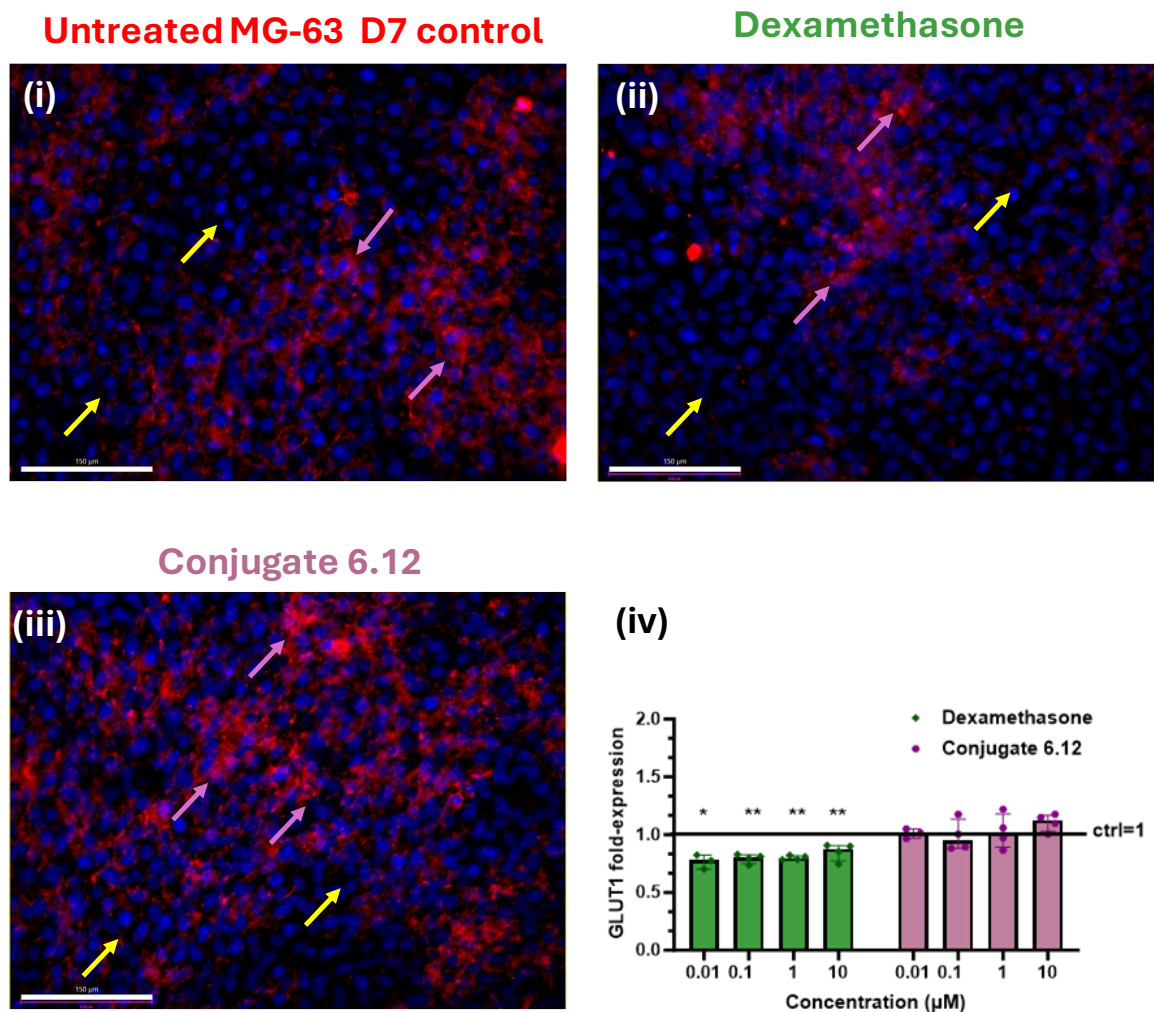 Untreated MG-63 D7 control
Dexamethasone
(i)
(ii)
150 µm
150 µm
Conjugate 6.12
(iii)
(iv)
150 µm
Dexamethasone
Conjugate 6.12
GLUT1 fold-expression
2.0
1.5
1.0
0.5
0.0
* ** ** **
ctrl=1
0.01 0.1 1 10 0.01 0.1 1 10
Concentration (µM)